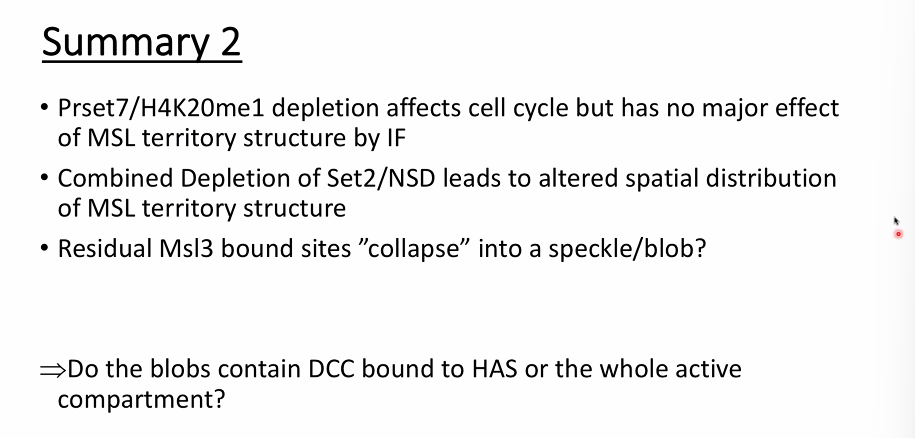 Summary 2
• Prset7/H4K20me1 depletion affects cell cycle but has no major effect
of MSL territory structure by IF
• Combined Depletion of Set2/NSD leads to altered spatial distribution
of MSL territory structure
• Residual Msl3 bound sites ”collapse” into a speckle/blob?
⇒Do the blobs contain DCC bound to HAS or the whole active
compartment?